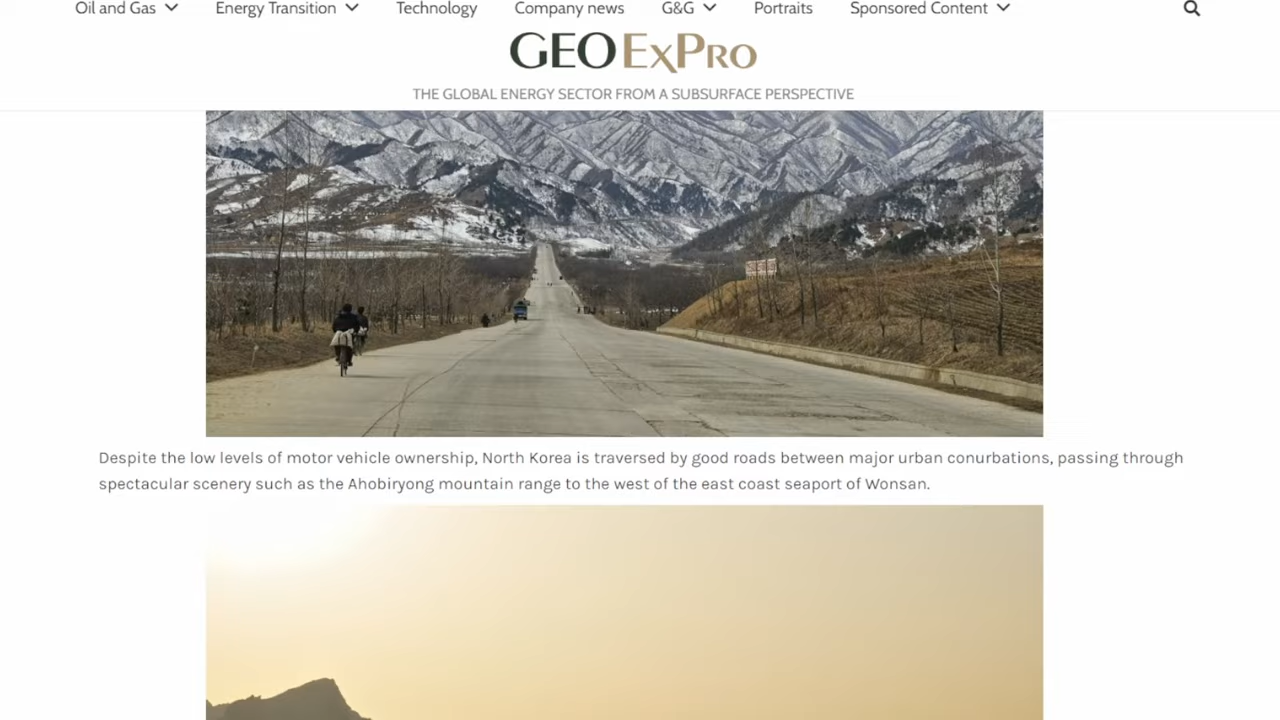 Oil and Gas Energy Transition Technology Company news G&G Portraits Sponsored Content
GEO ExPro
THE GLOBAL ENERGY SECTOR FROM A SUBSURFACE PERSPECTIVE
Despite the low levels of motor vehicle ownership, North Korea is traversed by good roads between major urban conurbations, passing through
spectacular scenery such as the Ahobiryong mountain range to the west of the east coast seaport of Wonsan.